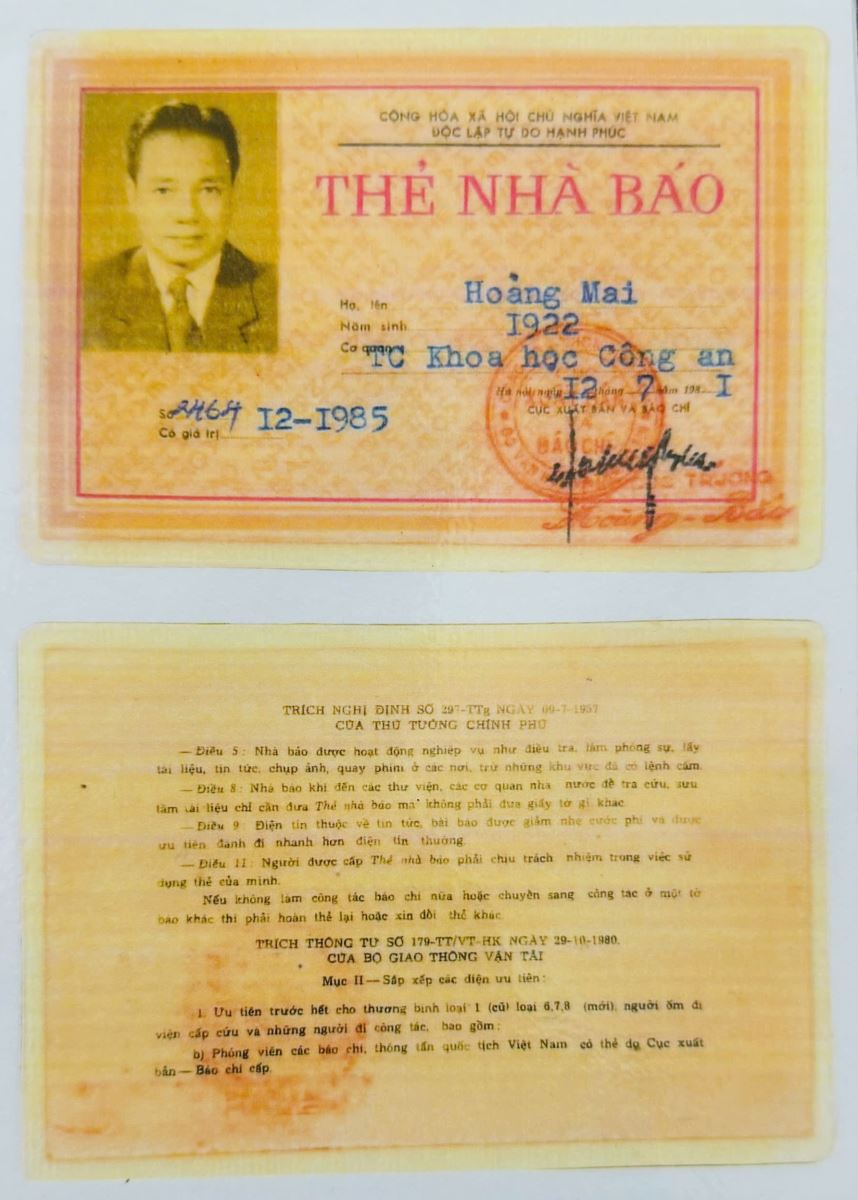 CỘNG HÒA XÃ HỘI CHỦ NGHĨA VIỆT NAM
ĐỘC LẬP TỰ DO HẠNH PHÚC
THẺ NHÀ BÁO
Họ, tên Hoàng Mai
Năm sinh 1922
Cơ quan TC Khoa học Công an
Hà nội ngày 12 tháng 7 năm 1981
CỤC XUẤT BẢN VÀ BÁO CHÍ
Số 2464
Có giá trị 12-1985
BÁO CHÍ
TRƯỞNG
TRÍCH NGHỊ ĐỊNH SỐ 297-TTg NGÀY 09-7-1957
CỦA THỦ TƯỚNG CHÍNH PHỦ
— Điều 5: Nhà báo được hoạt động nghiệp vụ như điều tra, làm phóng sự, lấy
tài liệu, tin tức, chụp ảnh, quay phim ở các nơi, trừ những khu vực đã có lệnh cấm.
— Điều 8: Nhà báo khi đến các thư viện, các cơ quan nhà nước để tra cứu, sưu
tầm tài liệu chỉ cần đưa Thẻ nhà báo mà không phải đưa giấy tờ gì khác
— Điều 9: Điện tín thuộc về tin tức, bài báo được giảm nhẹ cước phí và được
ưu tiên đánh đi nhanh hơn điện tín thường.
— Điều 11: Người được cấp Thẻ nhà báo phải chịu trách nhiệm trong việc sử
dụng thẻ của mình.
Nếu không làm công tác báo chí nữa hoặc chuyển sang công tác ở một tờ
báo khác thì phải hoàn thẻ lại hoặc xin đổi thẻ khác
TRÍCH THÔNG TƯ SỐ 179-TT/VT-HK NGÀY 29-10-1980.
CỦA BỘ GIAO THÔNG VẬN TẢI
Mục II — Sắp xếp các diện ưu tiên:
1. Ưu tiên trước hết cho thương binh loại 1 (cũ) loại 6,7,8 (mới), người ốm đi
viện cấp cứu và những người đi công tác, bao gồm:
b) Phóng viên các báo chí, thông tấn quốc tịch Việt Nam có thẻ do Cục xuất
bản — Báo chí cấp.